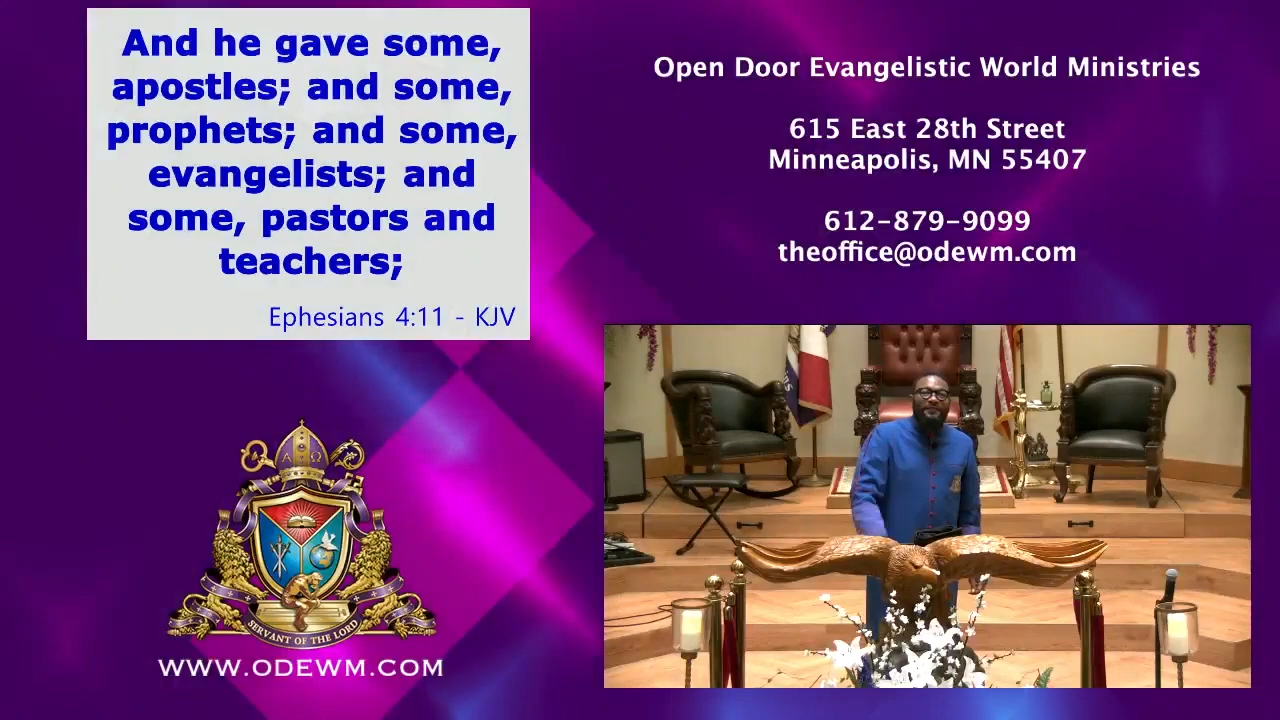 And he gave some,
apostles; and some,
prophets; and some,
evangelists; and
some, pastors and
teachers;
Ephesians 4:11 - KJV
Open Door Evangelistic World Ministries
615 East 28th Street
Minneapolis, MN 55407
612-879-9099
theoffice@odewm.com
Α Ω
SERVANT OF THE LORD
WWW.ODEWM.COM